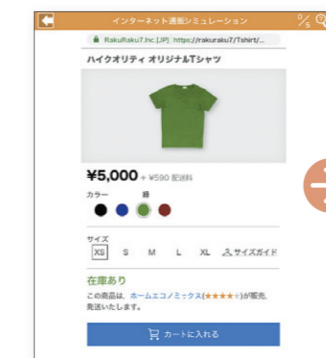 インターネット通販シミュレーション
%
RakuRaku7.Inc.[JP] https://rakuraku7/Tshirt/...
ハイクオリティ オリジナルTシャツ
¥5,000 + ¥590 配送料
カラー 緑
サイズ
XS S M L XL サイズガイド
在庫あり
この商品は、ホームエコノミックス(★★★★☆)が販売、
発送いたします。
カートに入れる